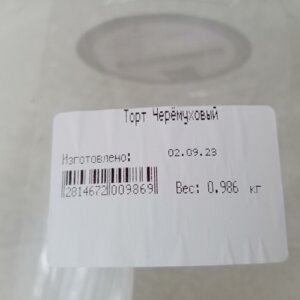 Торт Черёмуховый
Изготовлено: 02.09.23
2814672 009869
Вес: 0.986 кг